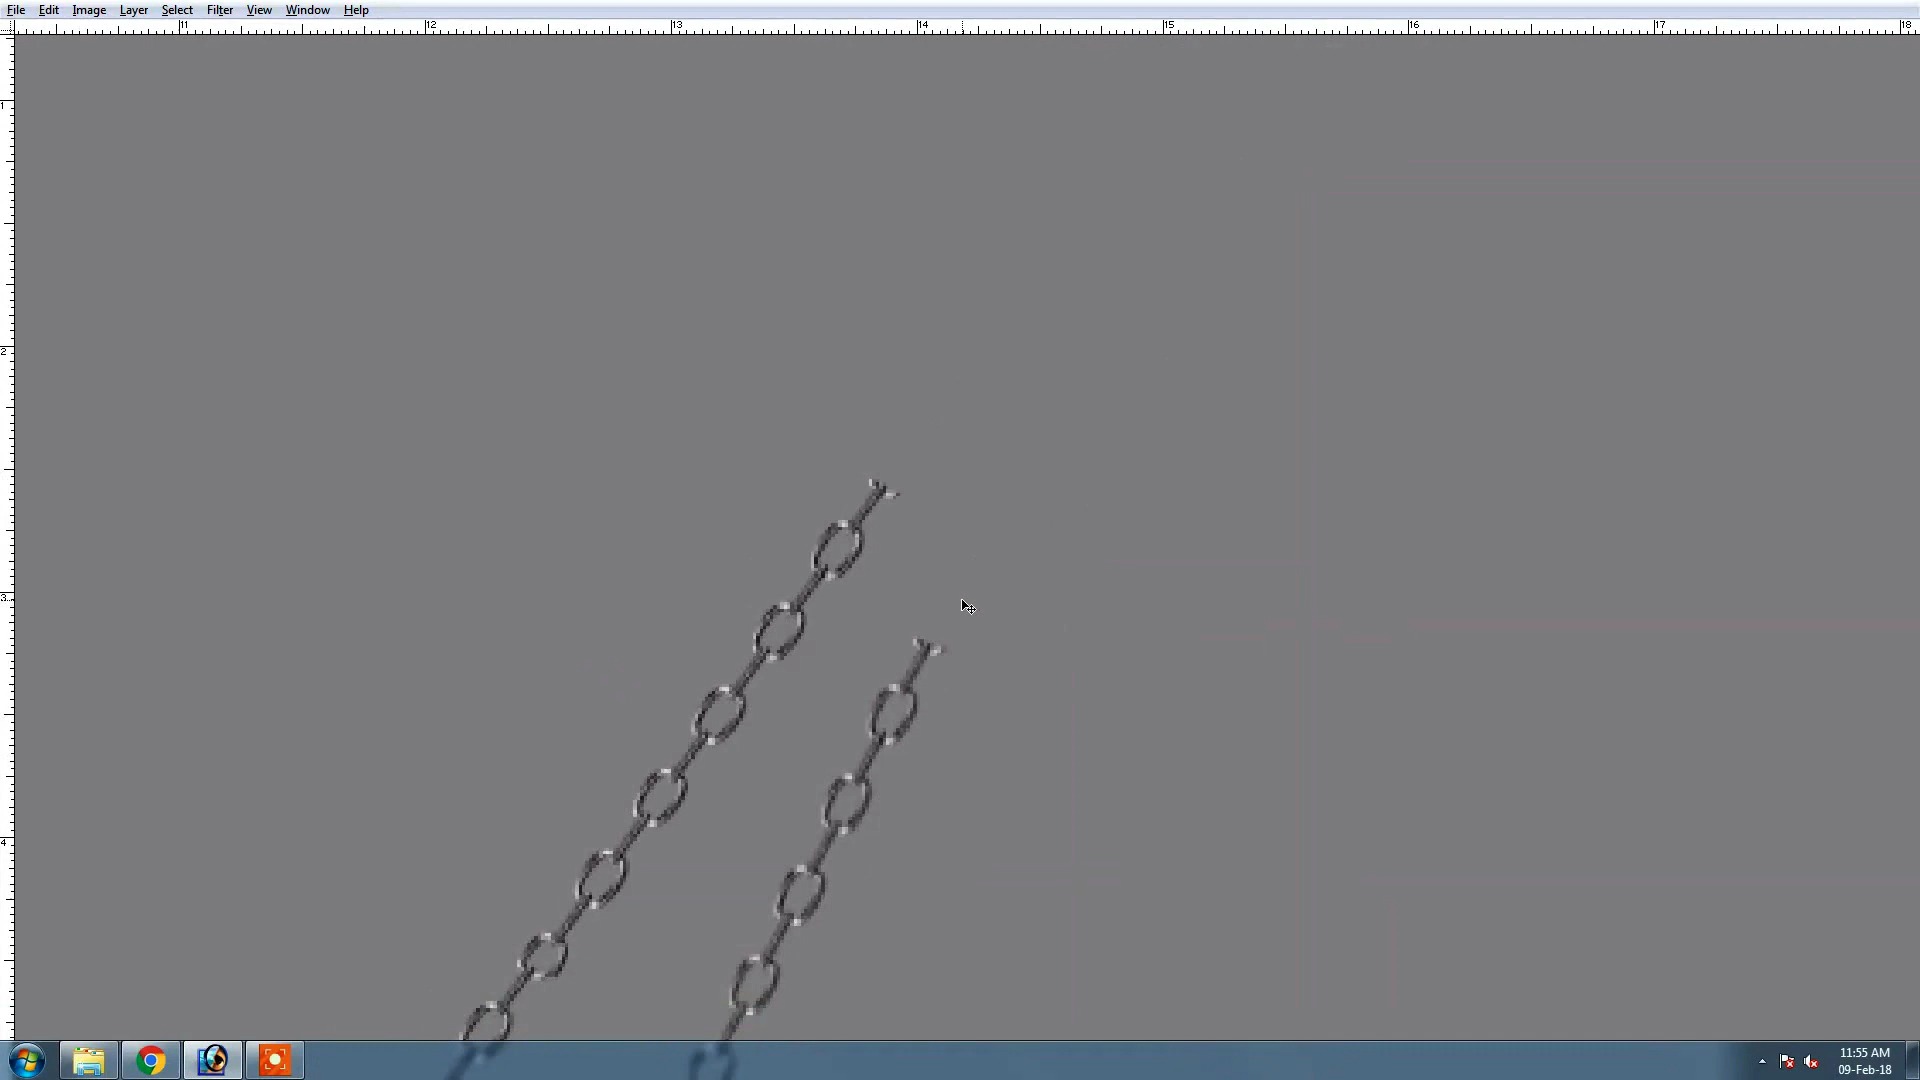 File Edit Image Layer Select Filter View Window Help
11 12 13 14 15 16 17 18
1
2
3
4
11:55 AM
09-Feb-18